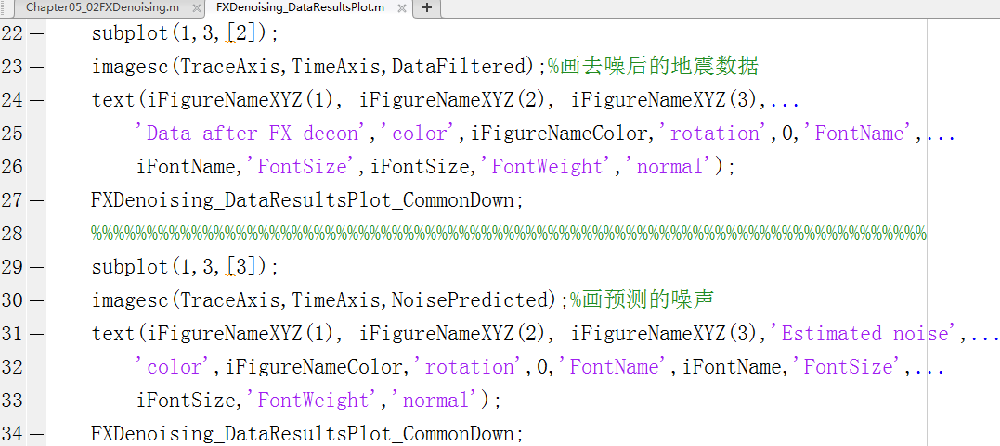 Chapter05_02FXDenoising.m × FXDenoising_DataResultsPlot.m × +
22 — subplot(1,3,[2]);
23 — imagesc(TraceAxis,TimeAxis,DataFiltered);%画去噪后的地震数据
24 — text(iFigureNameXYZ(1), iFigureNameXYZ(2), iFigureNameXYZ(3),...
25 'Data after FX decon','color',iFigureNameColor,'rotation',0,'FontName',...
26 iFontName,'FontSize',iFontSize,'FontWeight','normal');
27 — FXDenoising_DataResultsPlot_CommonDown;
28 %%%%%%%%%%%%%%%%%%%%%%%%%%%%%%%%%%%%%%%%%%%%%%%%%%%%%%%%%%%%%%%%%%%%%%%%%%%
29 — subplot(1,3,[3]);
30 — imagesc(TraceAxis,TimeAxis,NoisePredicted);%画预测的噪声
31 — text(iFigureNameXYZ(1), iFigureNameXYZ(2), iFigureNameXYZ(3),'Estimated noise',...
32 'color',iFigureNameColor,'rotation',0,'FontName',iFontName,'FontSize',...
33 iFontSize,'FontWeight','normal');
34 — FXDenoising_DataResultsPlot_CommonDown;